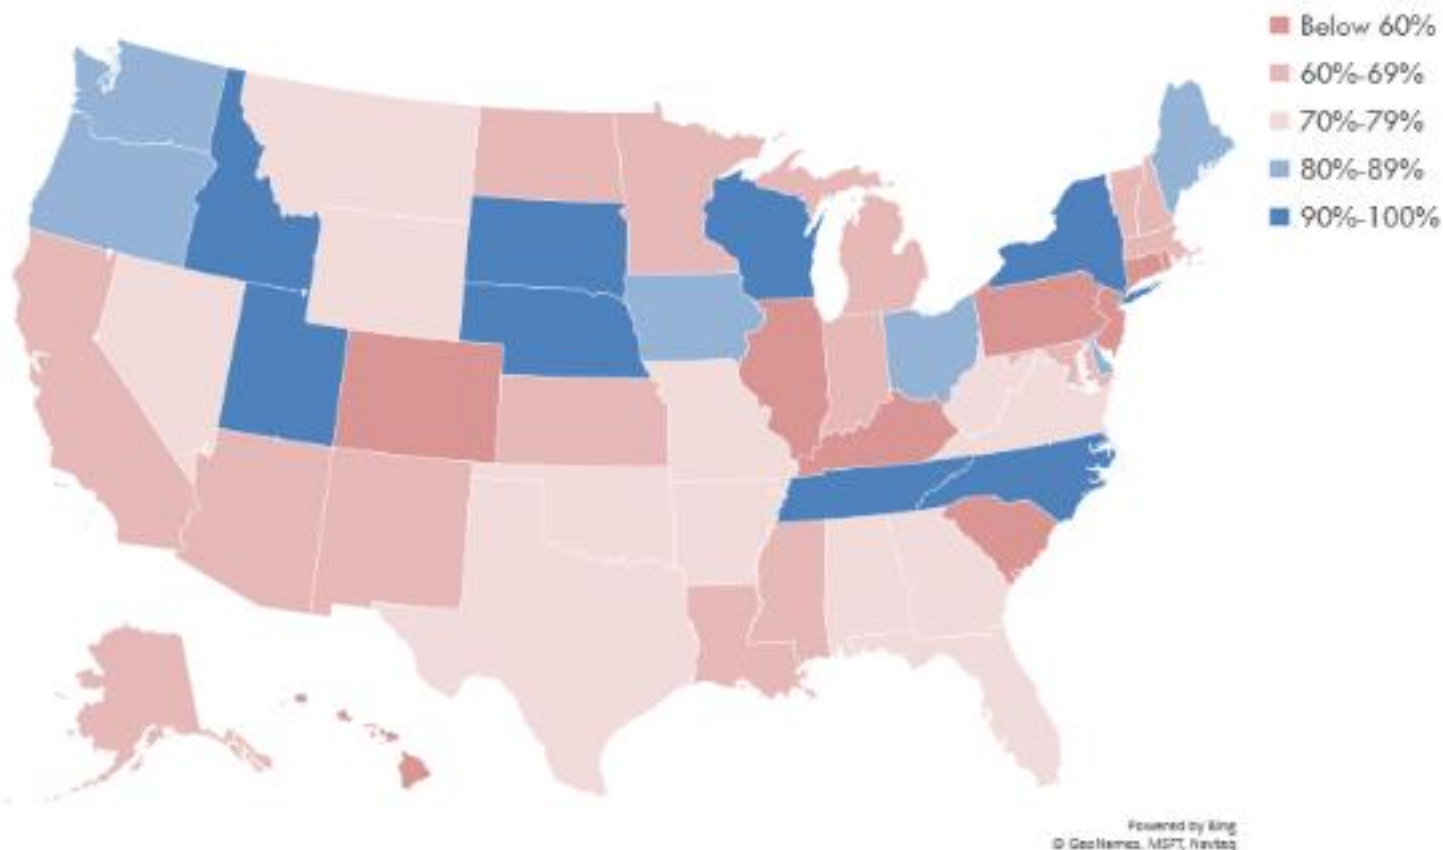 Below 60%
60%-69%
70%-79%
80%-89%
90%-100%
Powered by Bing
© GeoNames, MSFT, Navteq